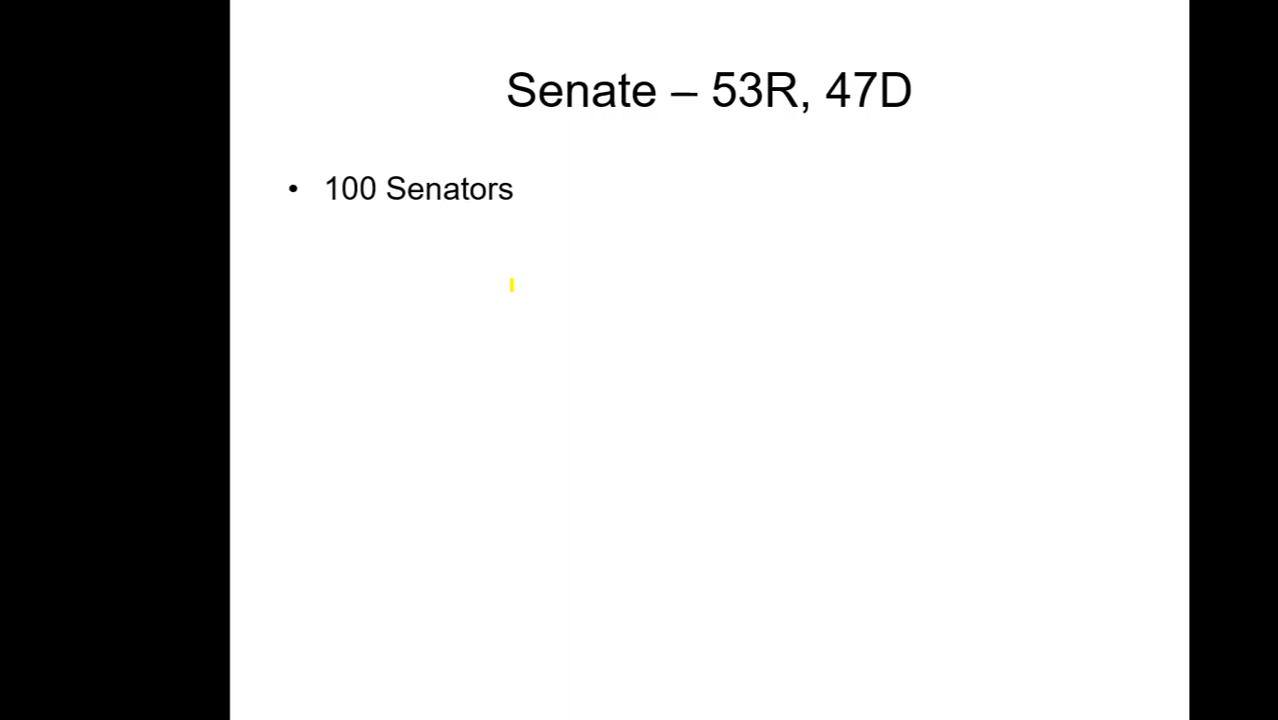 Senate – 53R, 47D
• 100 Senators